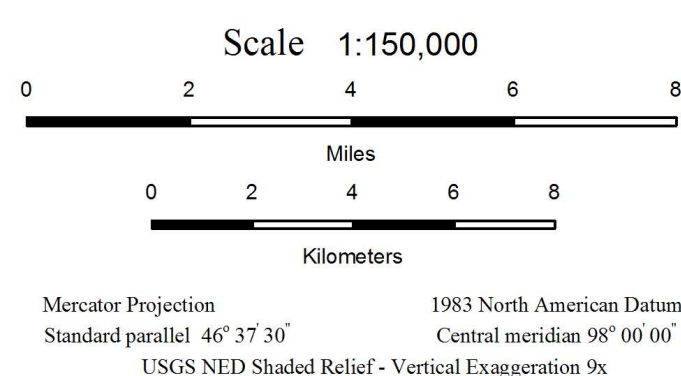 Scale 1:150,000
0 2 4 6 8
Miles
0 2 4 6 8
Kilometers
Mercator Projection 1983 North American Datum
Standard parallel 46° 37' 30" Central meridian 98° 00' 00"
USGS NED Shaded Relief - Vertical Exaggeration 9x